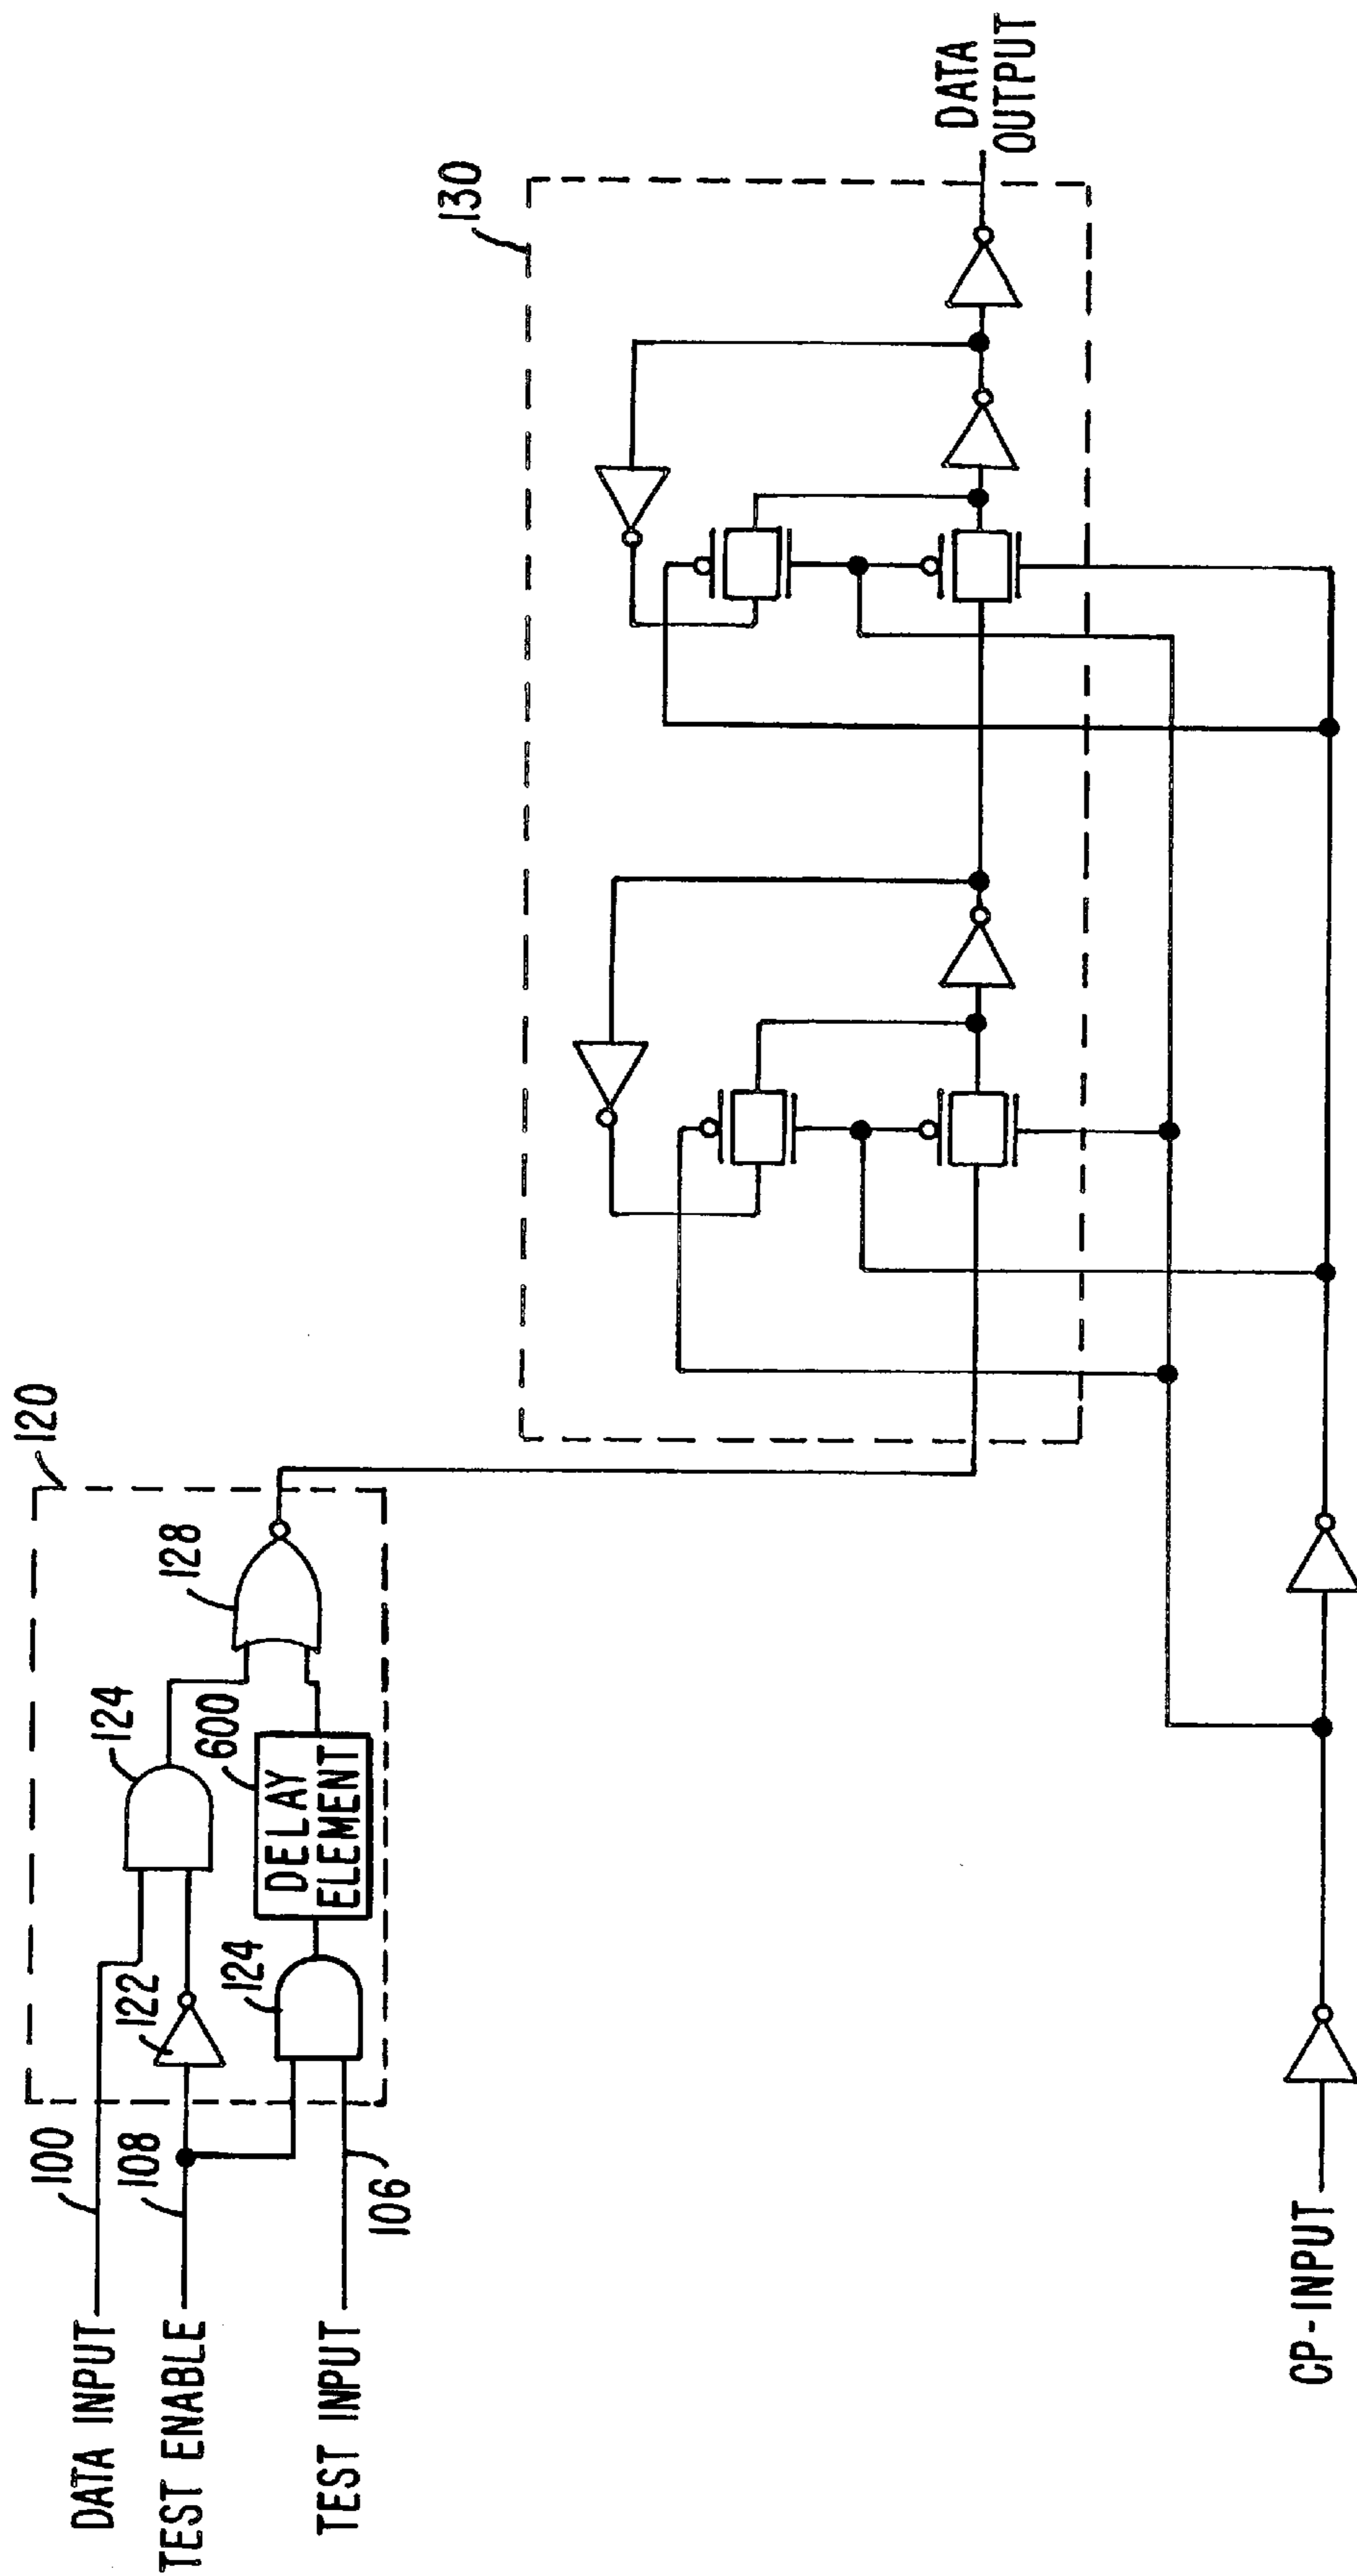 DATA INPUT
100
TEST ENABLE
108
TEST INPUT
106
120
122
124
124
DELAY
ELEMENT
600
128
130
DATA
OUTPUT
CP-INPUT